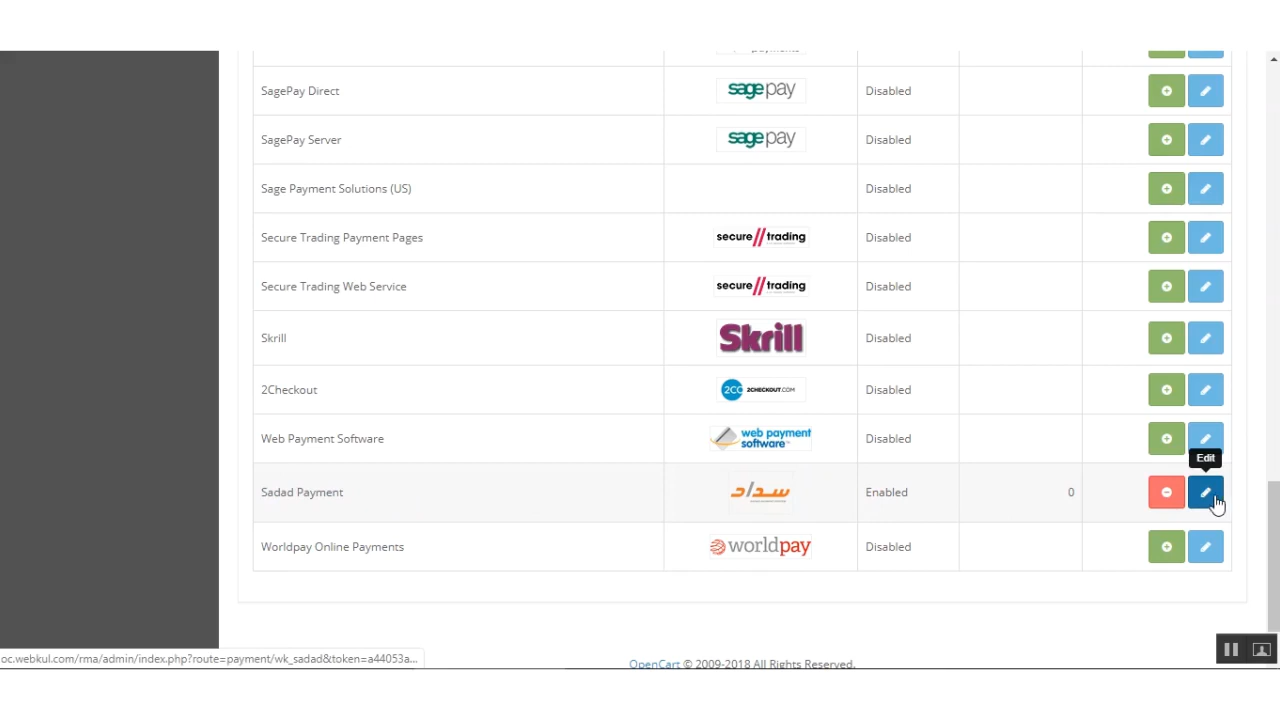 SagePay Direct sage pay Disabled
SagePay Server sage pay Disabled
Sage Payment Solutions (US) Disabled
Secure Trading Payment Pages secure//trading Disabled
Secure Trading Web Service secure//trading Disabled
Skrill Skrill Disabled
2Checkout 2CO 2CHECKOUT.COM Disabled
Web Payment Software web payment software Disabled
Edit
Sadad Payment سداد Enabled 0
Worldpay Online Payments worldpay Disabled
oc.webkul.com/rma/admin/index.php?route=payment/wk_sadad&token=a44053a...
OpenCart © 2009-2018 All Rights Reserved.